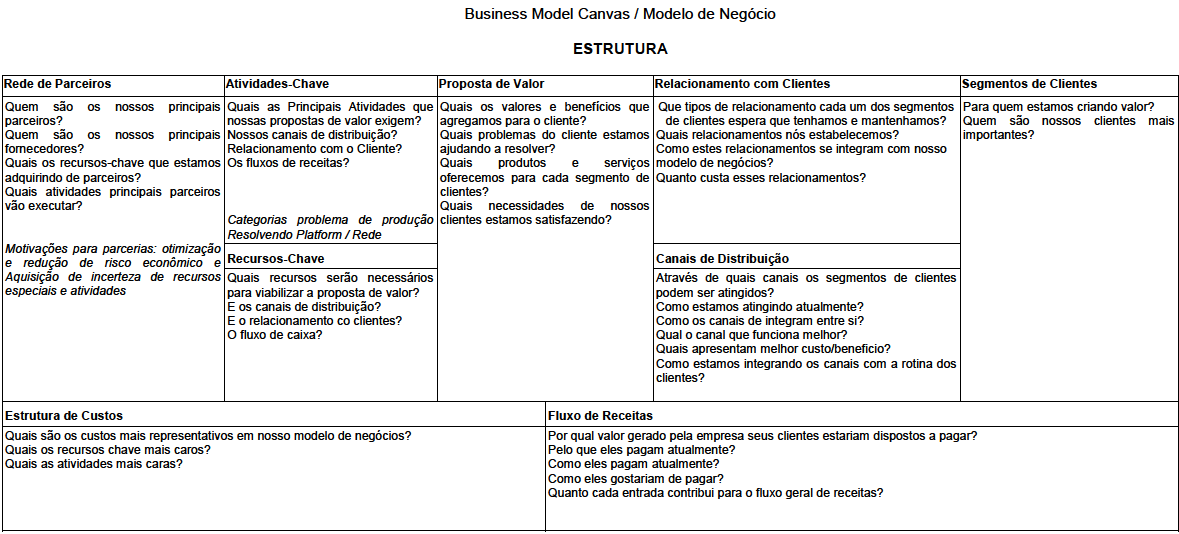 Business Model Canvas / Modelo de Negócio
ESTRUTURA
Rede de Parceiros
Quem são os nossos principais
parceiros?
Quem são os nossos principais
fornecedores?
Quais os recursos-chave que estamos
adquirindo de parceiros?
Quais atividades principais parceiros
vão executar?
Motivações para parcerias: otimização
e redução de risco econômico e
Aquisição de incerteza de recursos
especiais e atividades
Atividades-Chave
Quais as Principais Atividades que
nossas propostas de valor exigem?
Nossos canais de distribuição?
Relacionamento com o Cliente?
Os fluxos de receitas?
Categorias problema de produção
Resolvendo Platform / Rede
Recursos-Chave
Quais recursos serão necessários
para viabilizar a proposta de valor?
E os canais de distribuição?
E o relacionamento co clientes?
O fluxo de caixa?
Proposta de Valor
Quais os valores e benefícios que
agregamos para o cliente?
Quais problemas do cliente estamos
ajudando a resolver?
Quais produtos e serviços
oferecemos para cada segmento de
clientes?
Quais necessidades de nossos
clientes estamos satisfazendo?
Relacionamento com Clientes
Que tipos de relacionamento cada um dos segmentos
de clientes espera que tenhamos e mantenhamos?
Quais relacionamentos nós estabelecemos?
Como estes relacionamentos se integram com nosso
modelo de negócios?
Quanto custa esses relacionamentos?
Canais de Distribuição
Através de quais canais os segmentos de clientes
podem ser atingidos?
Como estamos atingindo atualmente?
Como os canais de integram entre si?
Qual o canal que funciona melhor?
Quais apresentam melhor custo/beneficio?
Como estamos integrando os canais com a rotina dos
clientes?
Segmentos de Clientes
Para quem estamos criando valor?
Quem são nossos clientes mais
importantes?
Estrutura de Custos
Quais são os custos mais representativos em nosso modelo de negócios?
Quais os recursos chave mais caros?
Quais as atividades mais caras?
Fluxo de Receitas
Por qual valor gerado pela empresa seus clientes estariam dispostos a pagar?
Pelo que eles pagam atualmente?
Como eles pagam atualmente?
Como eles gostariam de pagar?
Quanto cada entrada contribui para o fluxo geral de receitas?